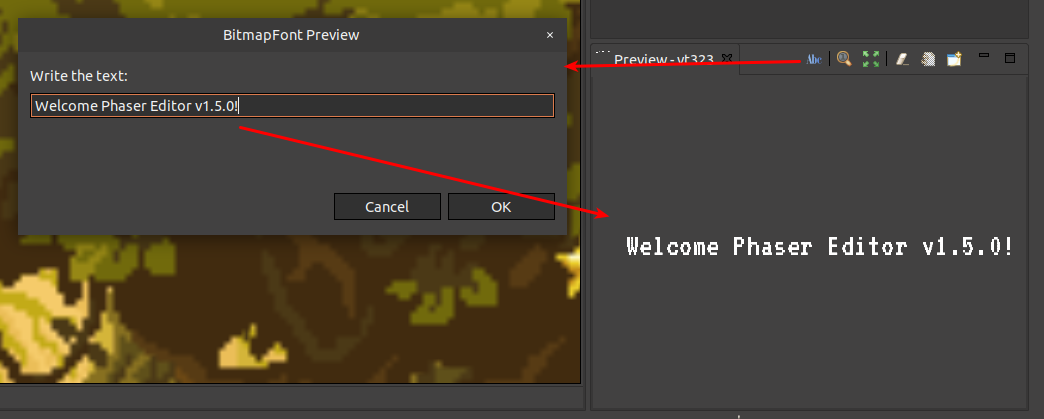 BitmapFont Preview
Write the text:
Welcome Phaser Editor v1.5.0!
Cancel
OK
Preview - vt323
Abc
Welcome Phaser Editor v1.5.0!